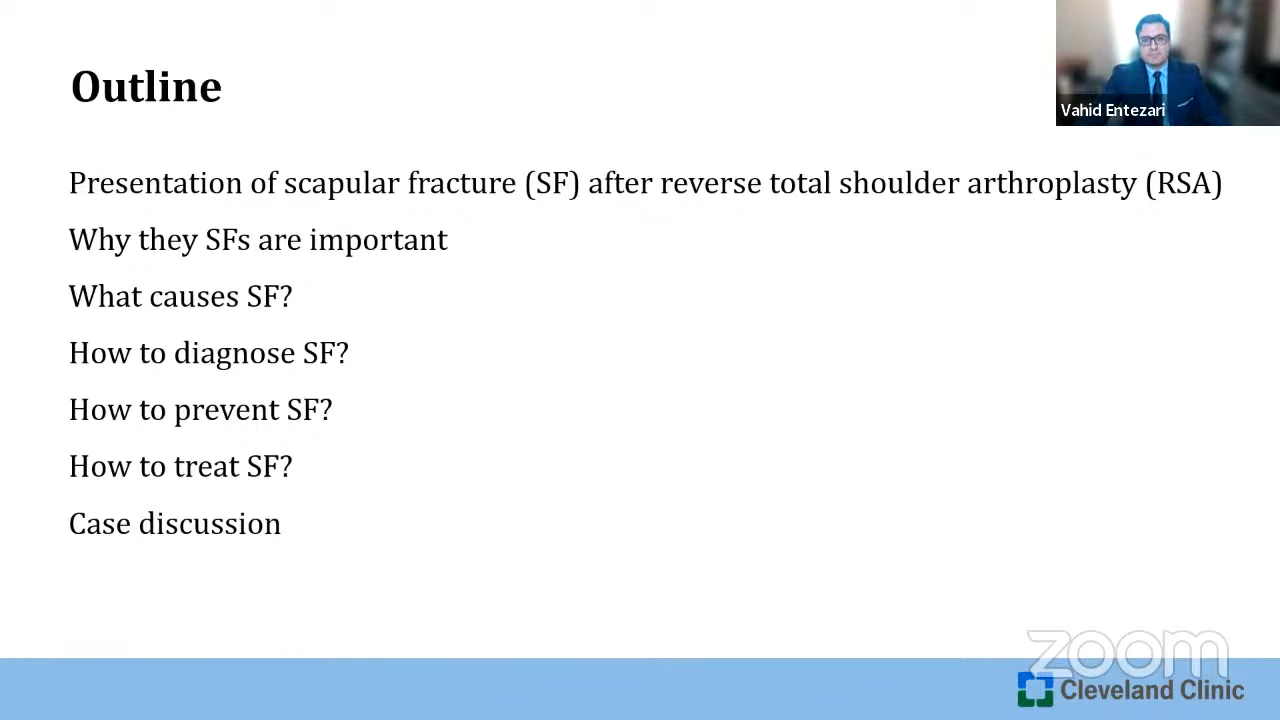 Outline
Vahid Entezari
Presentation of scapular fracture (SF) after reverse total shoulder arthroplasty (RSA)
Why they SFs are important
What causes SF?
How to diagnose SF?
How to prevent SF?
How to treat SF?
Case discussion
zoom
Cleveland Clinic